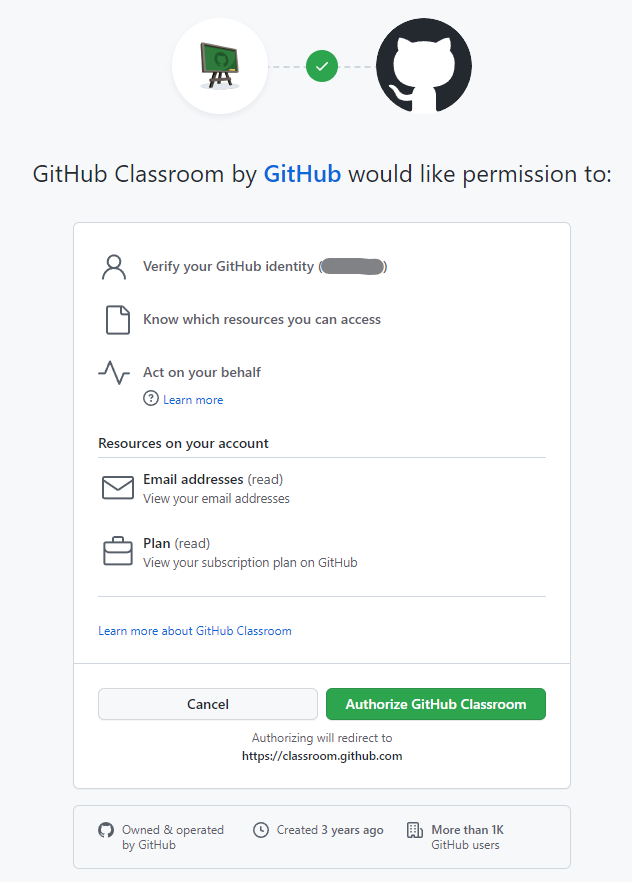 GitHub Classroom by GitHub would like permission to:
Verify your GitHub identity ( )
Know which resources you can access
Act on your behalf
Learn more
Resources on your account
Email addresses (read)
View your email addresses
Plan (read)
View your subscription plan on GitHub
Learn more about GitHub Classroom
Cancel
Authorize GitHub Classroom
Authorizing will redirect to
https://classroom.github.com
Owned & operated
by GitHub
Created 3 years ago
More than 1K
GitHub users